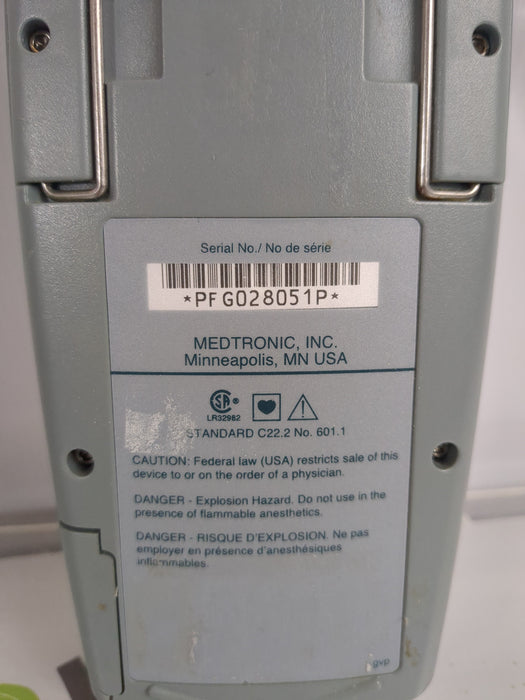 Serial No./ No de série
*PFG028051P*
MEDTRONIC, INC.
Minneapolis, MN USA
SA ®
LR32982
STANDARD C22.2 No. 601.1
CAUTION: Federal law (USA) restricts sale of this
device to or on the order of a physician.
DANGER - Explosion Hazard. Do not use in the
presence of flammable anesthetics.
DANGER - RISQUE D'EXPLOSION. Ne pas
employer en présence d'anesthésiques
inflammables.
gvp